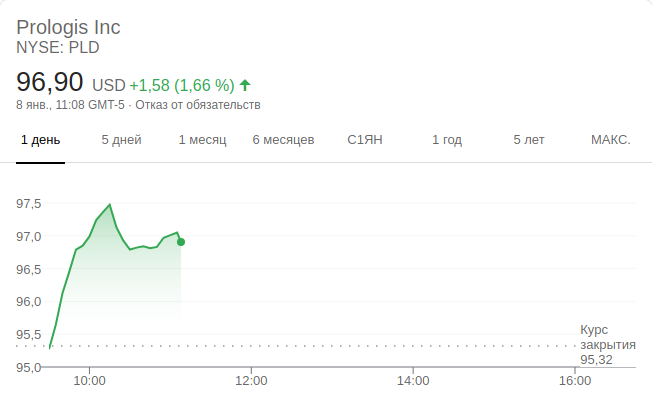 Prologis Inc
NYSE: PLD
96,90 USD +1,58 (1,66 %)
8 янв., 11:08 GMT-5 · Отказ от обязательств
1 день 5 дней 1 месяц 6 месяцев С1ЯН 1 год 5 лет МАКС.
97,5
97,0
96,5
96,0
95,5
95,0
Курс
закрытия
95,32
10:00 12:00 14:00 16:00